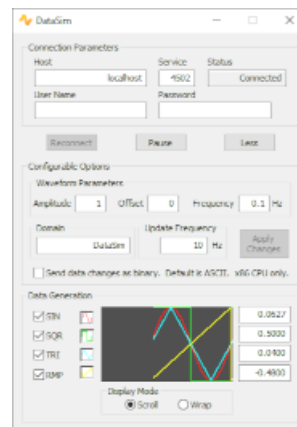 DataSim
Connection Parameters
Host Service Status
localhost 4502 Connected
User Name Password
Reconnect Pause Less
Configurable Options
Waveform Parameters
Amplitude 1 Offset 0 Frequency 0.1 Hz
Domain Update Frequency
DataSim 10 Hz Apply Changes
Send data changes as binary. Default is ASCII. x86 CPU only.
Data Generation
SIN 0.0627
SQR 0.5000
TRI 0.0400
RMP -0.4800
Display Mode
Scroll Wrap